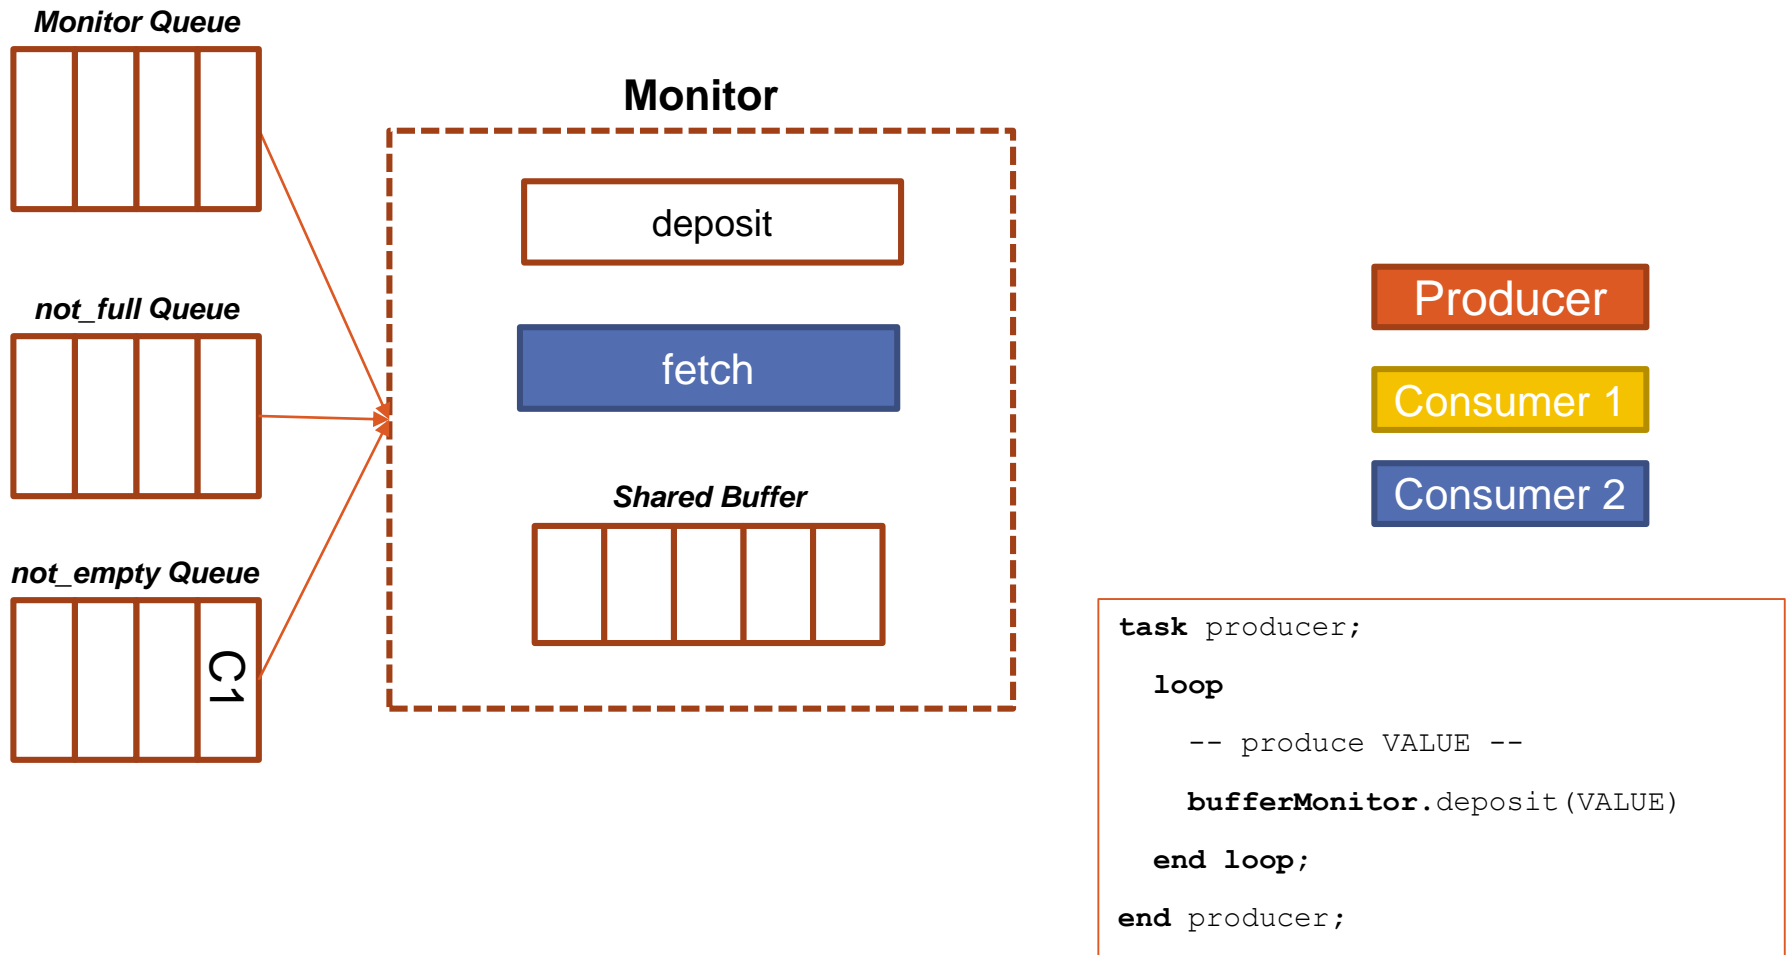 Monitor Queue
Monitor
deposit
not_full Queue
fetch
Producer
Consumer 1
Consumer 2
Shared Buffer
not_empty Queue
C1
task producer;
loop
-- produce VALUE --
bufferMonitor.deposit(VALUE)
end loop;
end producer;